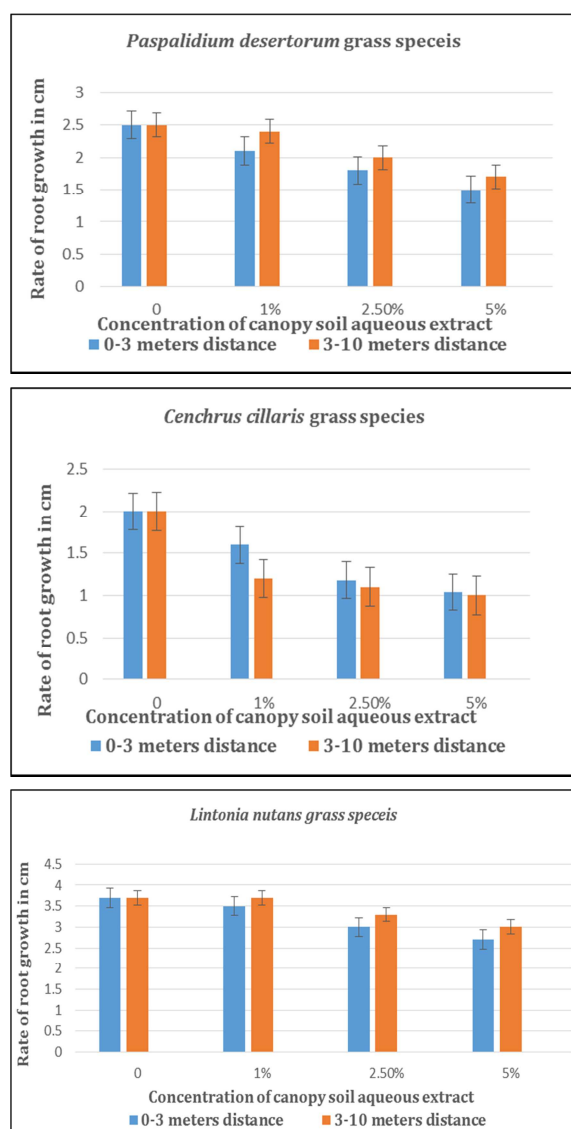 Paspalidium desertorum grass speceis
Rate of root growth in cm
3
2.5
2
1.5
1
0.5
0
0 1% 2.50% 5%
Concentration of canopy soil aqueous extract
0-3 meters distance 3-10 meters distance
Cenchrus cillaris grass species
Rate of root growth in cm
2.5
2
1.5
1
0.5
0
0 1% 2.50% 5%
Concentration of canopy soil aqueous extract
0-3 meters distance 3-10 meters distance
Lintonia nutans grass speceis
Rate of root growth in cm
4.5
4
3.5
3
2.5
2
1.5
1
0.5
0
0 1% 2.50% 5%
Concentration of canopy soil aqueous extract
0-3 meters distance 3-10 meters distance